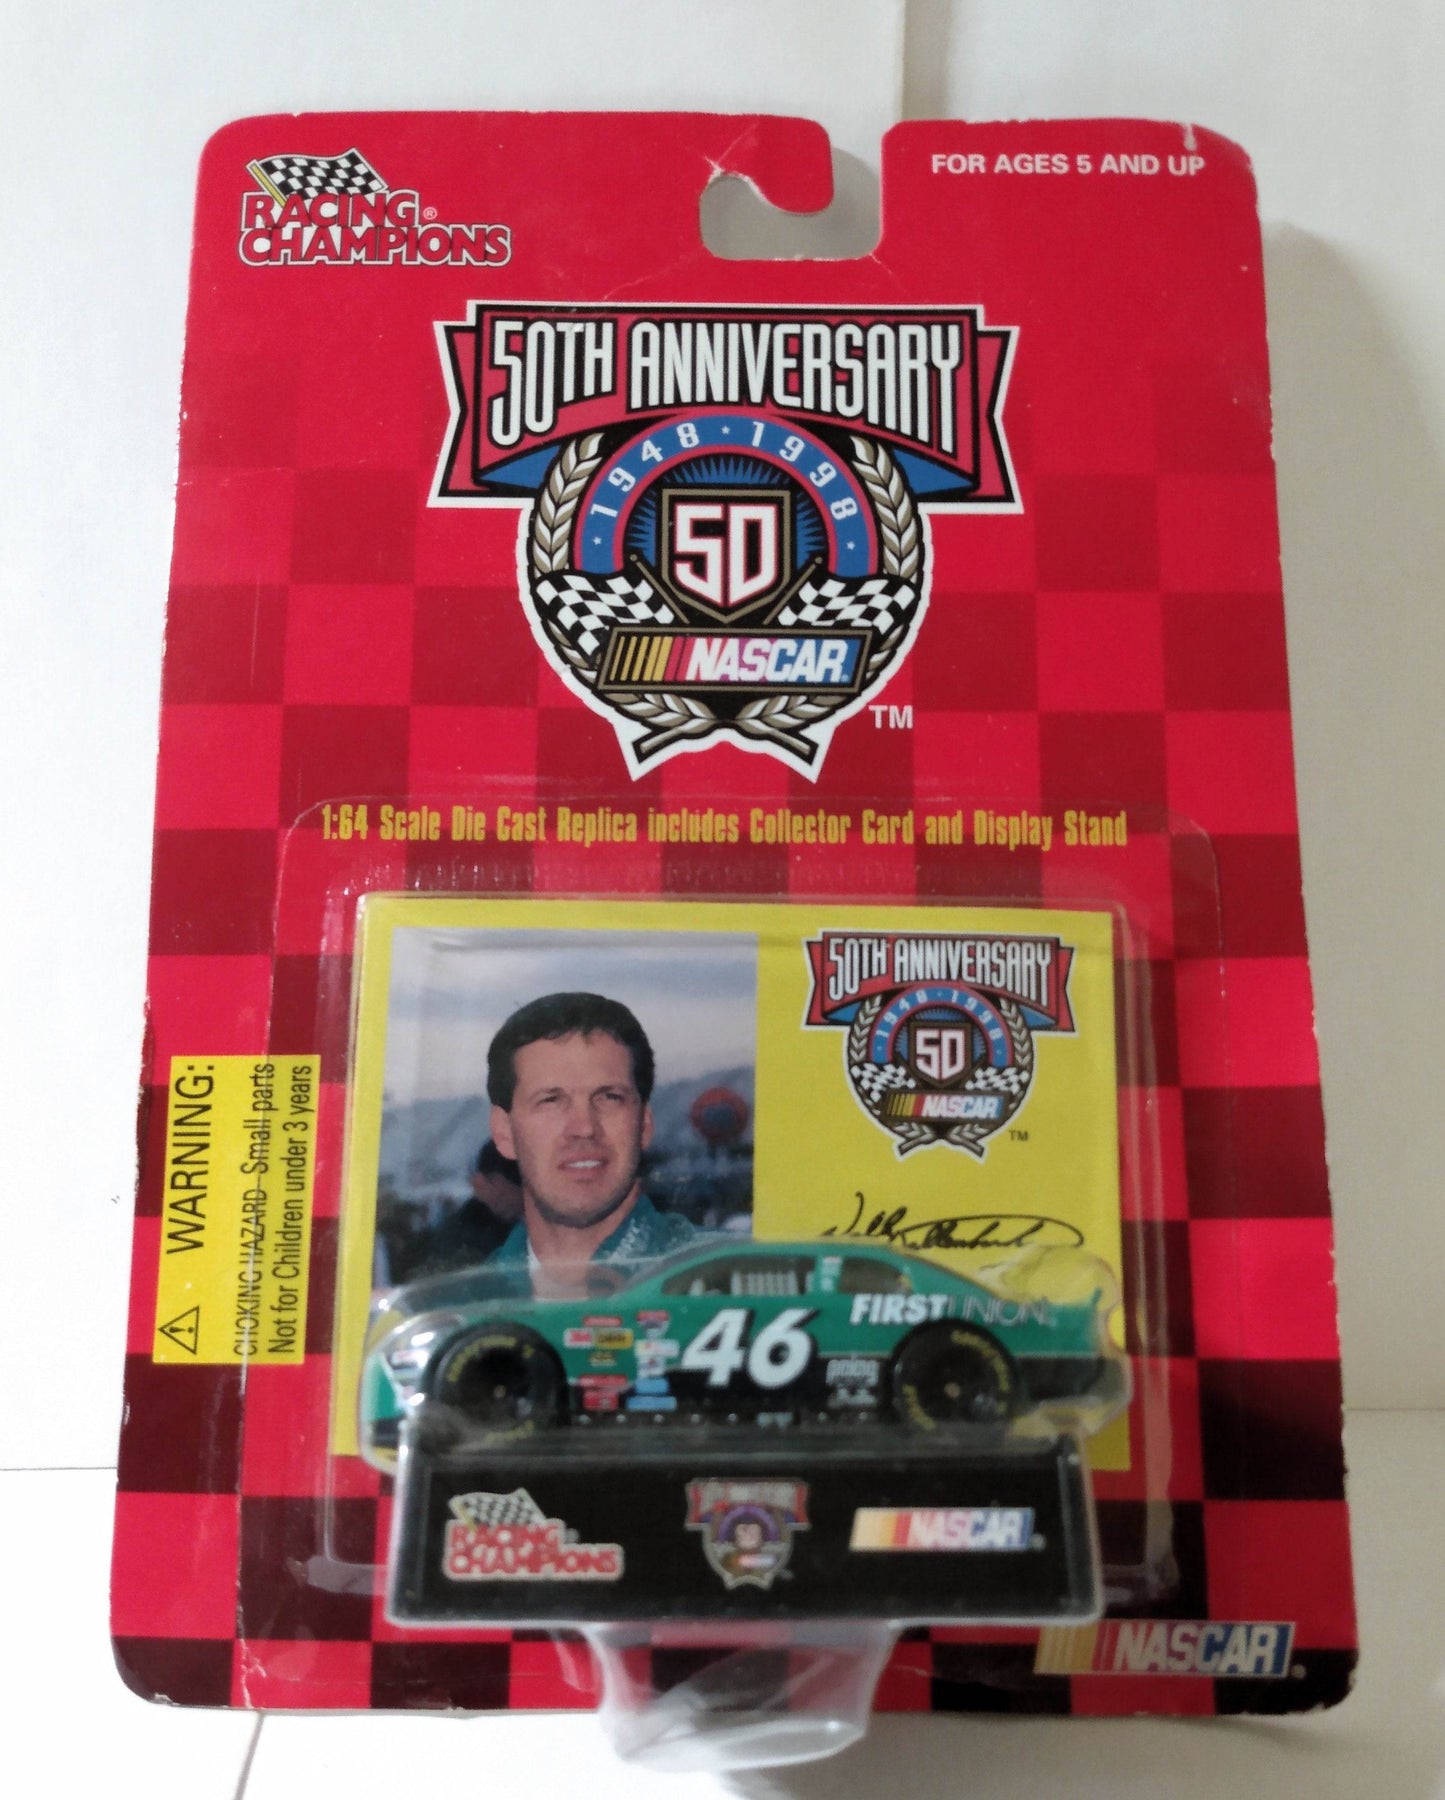 RACING
CHAMPIONS®
FOR AGES 5 AND UP
50TH ANNIVERSARY
1948 · 1998
50
NASCAR®
TM
1:64 Scale Die Cast Replica includes Collector Card and Display Stand
50TH ANNIVERSARY
1948 · 1998
50
NASCAR
TM
WARNING:
CHOKING HAZARD-Small parts
Not for Children under 3 years
FIRST UNION
46
RACING
CHAMPIONS
NASCAR®
NASCAR®